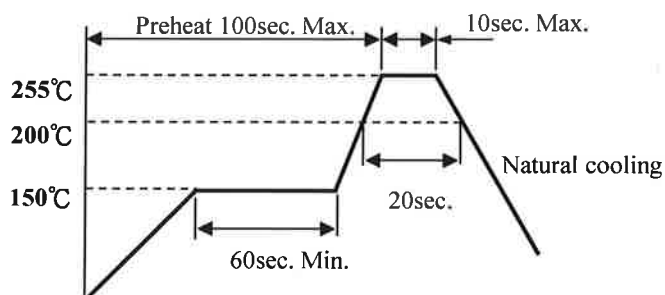 Preheat 100sec. Max.
10sec. Max.
255℃
200℃
150℃
Natural cooling
20sec.
60sec. Min.